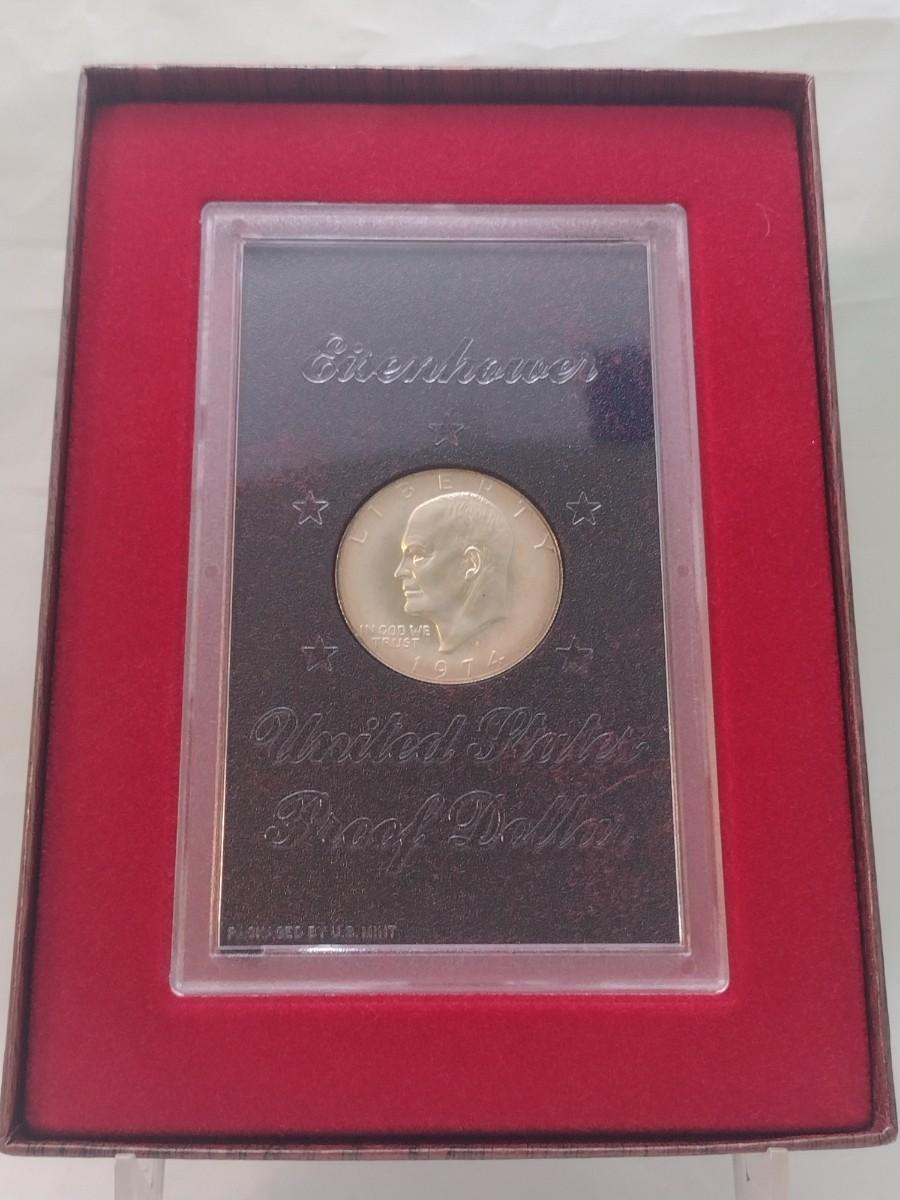 Eisenhower
LIBERTY
IN GOD WE
TRUST
1974
United States
Proof Dollar
PACKAGED BY U.S. MINT